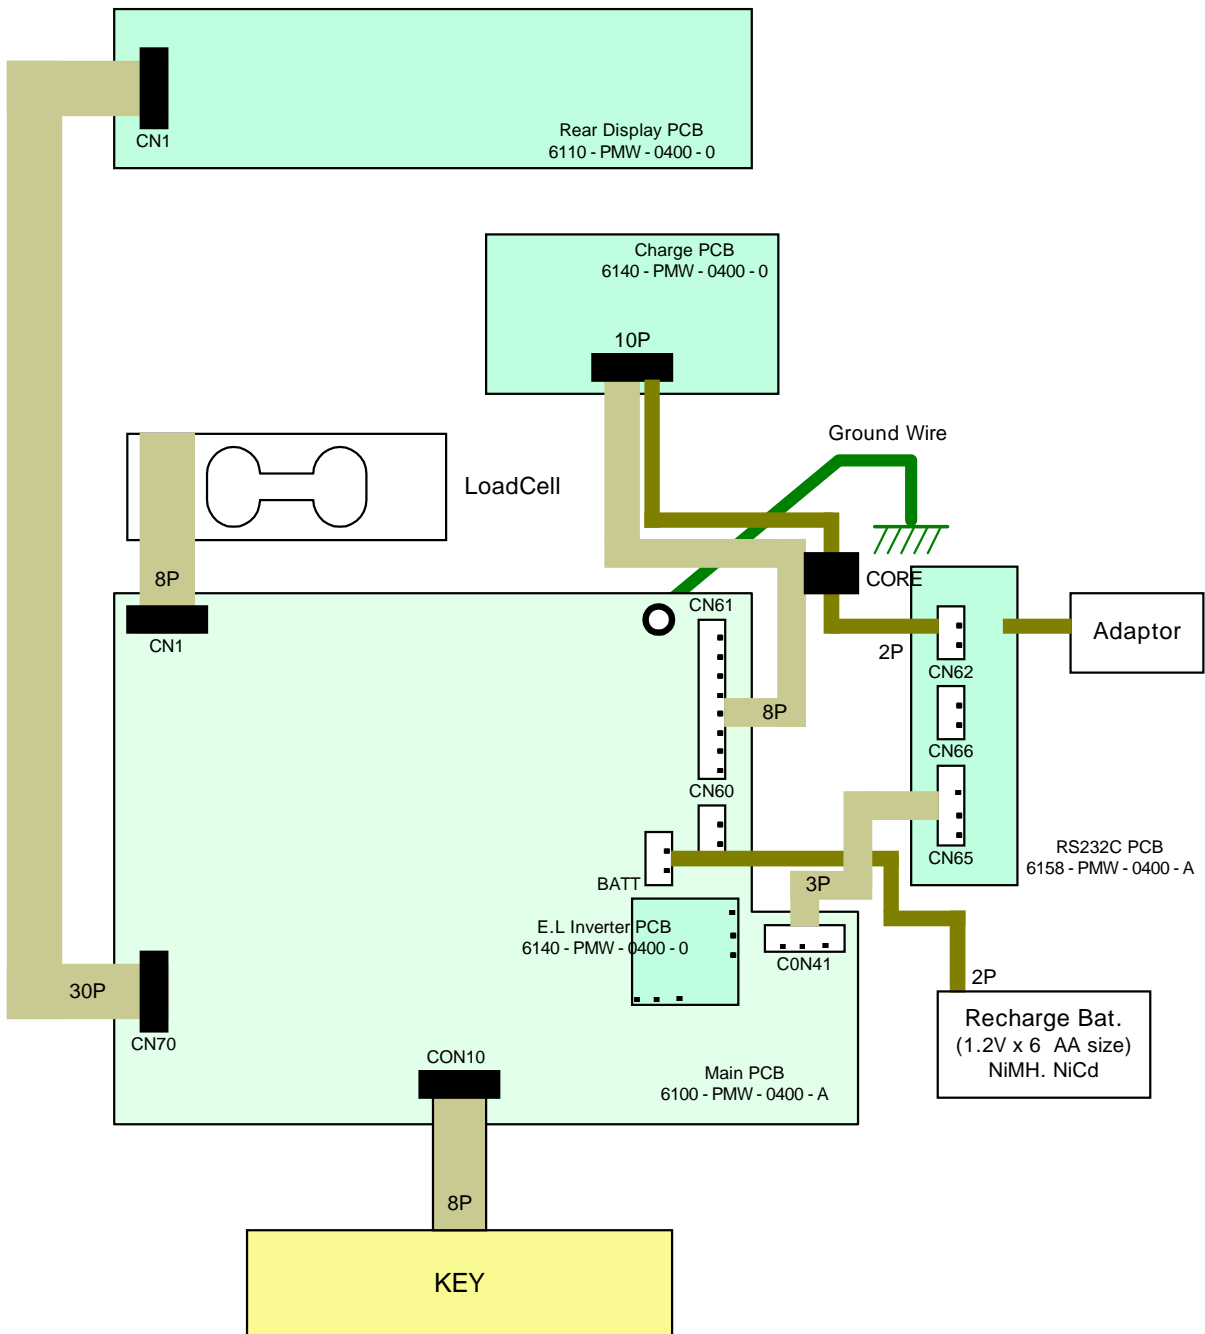 CN1
Rear Display PCB
6110 - PMW - 0400 - 0
Charge PCB
6140 - PMW - 0400 - 0
10P
Ground Wire
LoadCell
8P
CN1
CORE
CN61
2P
CN62
Adaptor
8P
CN66
CN60
CN65
RS232C PCB
6158 - PMW - 0400 - A
BATT
3P
E.L Inverter PCB
6140 - PMW - 0400 - 0
C0N41
30P
CN70
2P
Recharge Bat.
(1.2V x 6 AA size)
NiMH. NiCd
CON10
Main PCB
6100 - PMW - 0400 - A
8P
KEY